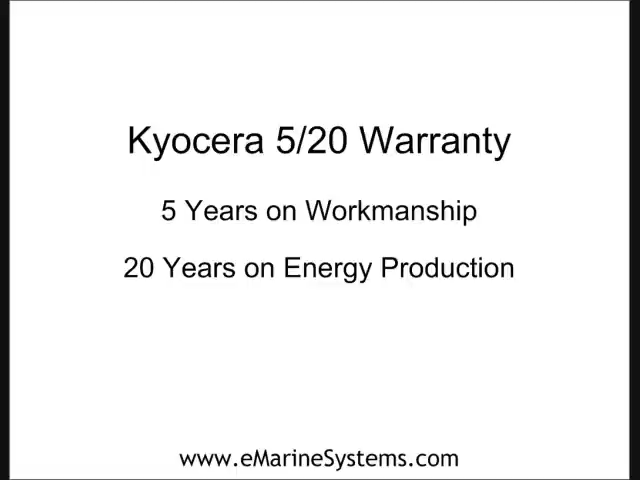 Kyocera 5/20 Warranty
5 Years on Workmanship
20 Years on Energy Production
www.eMarineSystems.com